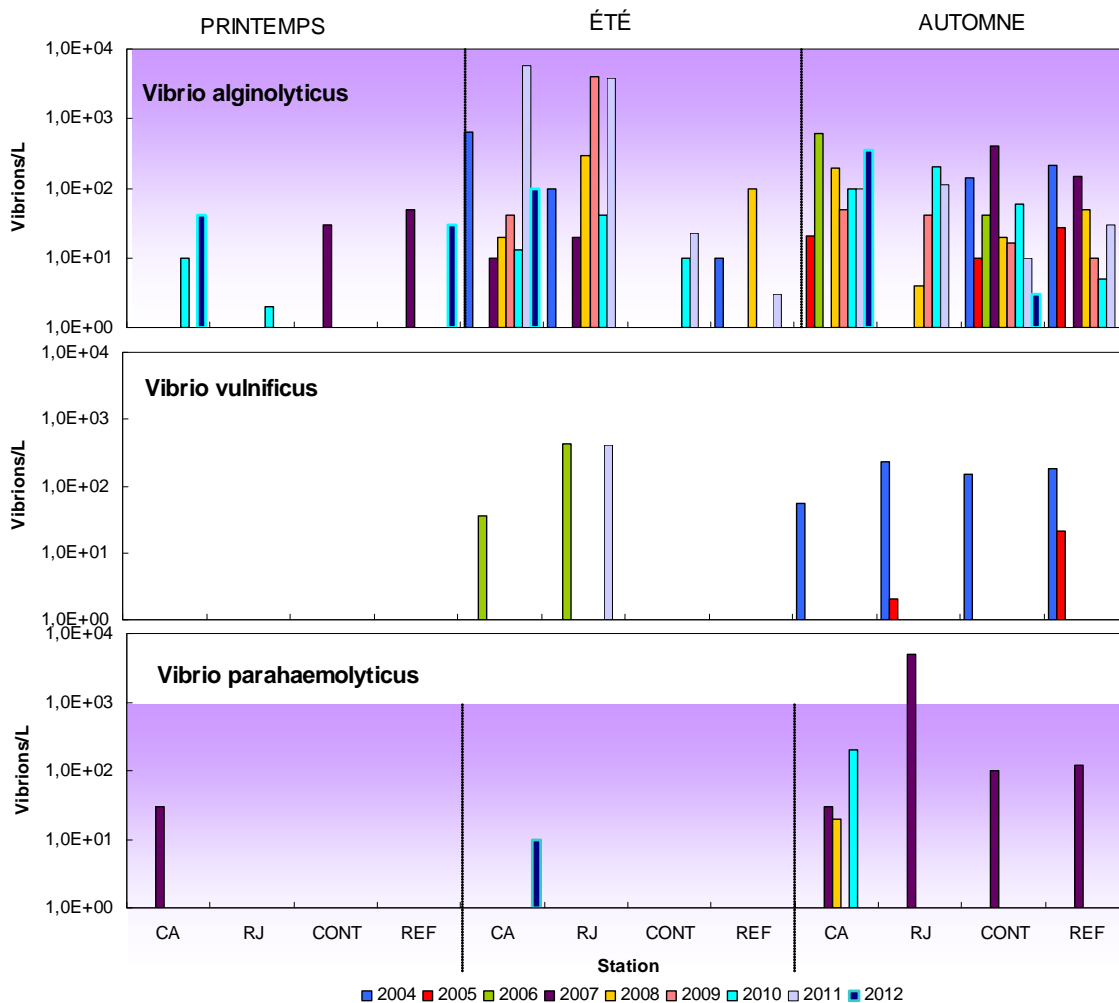 PRINTEMPS ÉTÉ AUTOMNE
1,0E+04
Vibrio alginolyticus
1,0E+03
Vibrions/L
1,0E+02
1,0E+01
1,0E+00
1,0E+04
Vibrio vulnificus
1,0E+03
Vibrions/L
1,0E+02
1,0E+01
1,0E+00
1,0E+04
Vibrio parahaemolyticus
1,0E+03
Vibrions/L
1,0E+02
1,0E+01
1,0E+00
CA RJ CONT REF CA RJ CONT REF CA RJ CONT REF
Station
2004 2005 2006 2007 2008 2009 2010 2011 2012